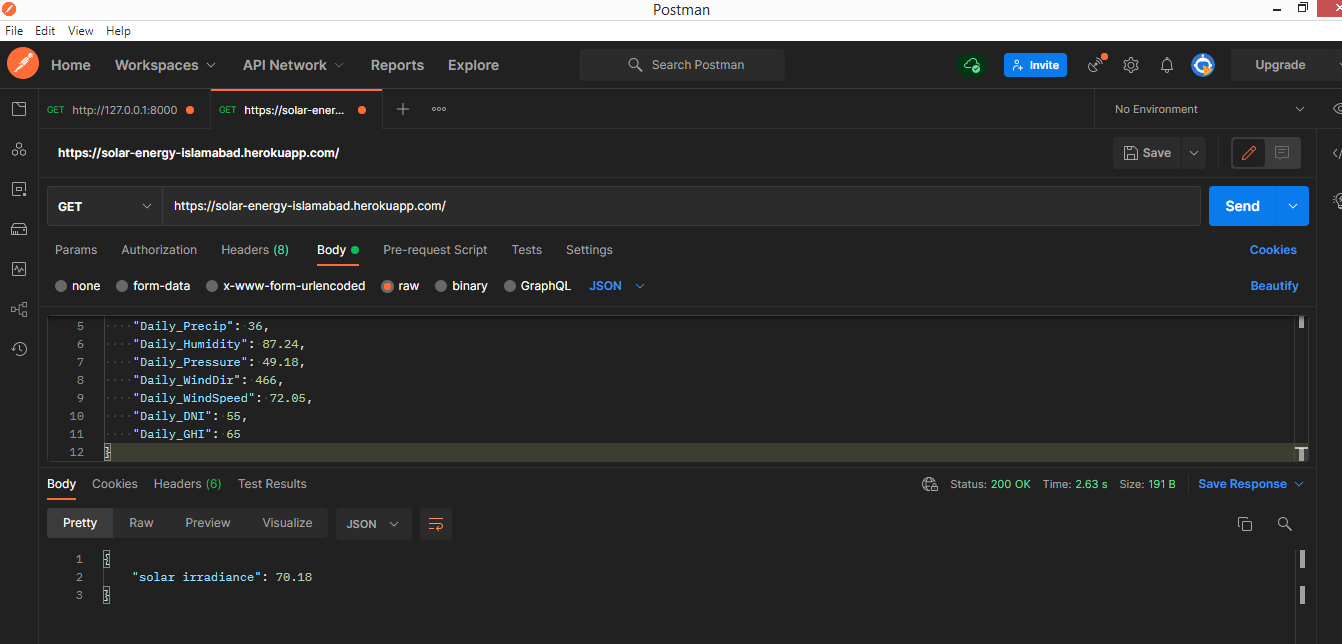 Postman
File Edit View Help
Home Workspaces API Network Reports Explore Search Postman Invite Upgrade
GET http://127.0.0.1:8000 GET https://solar-ener... No Environment
https://solar-energy-islamabad.herokuapp.com/ Save
GET https://solar-energy-islamabad.herokuapp.com/ Send
Params Authorization Headers (8) Body Pre-request Script Tests Settings Cookies
none form-data x-www-form-urlencoded raw binary GraphQL JSON Beautify
5 "Daily_Precip": 36,
6 "Daily_Humidity": 87.24,
7 "Daily_Pressure": 49.18,
8 "Daily_WindDir": 466,
9 "Daily_WindSpeed": 72.05,
10 "Daily_DNI": 55,
11 "Daily_GHI": 65
12 }
Body Cookies Headers (6) Test Results Status: 200 OK Time: 2.63 s Size: 191 B Save Response
Pretty Raw Preview Visualize JSON
1 {
2 "solar irradiance": 70.18
3 }